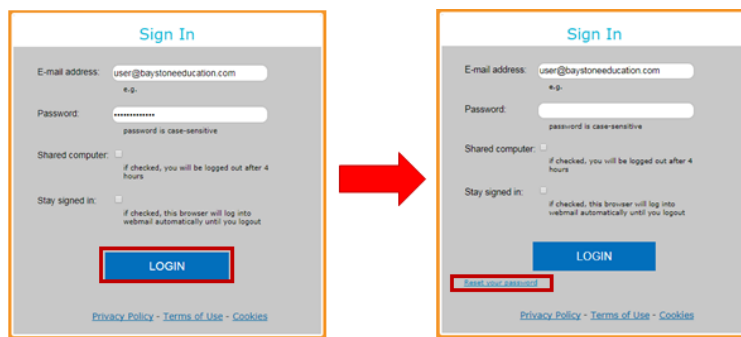 Sign In
E-mail address: user@baystoneeducation.com
e.g.
Password: •••••••••••••
password is case-sensitive
Shared computer:
if checked, you will be logged out after 4
hours
Stay signed in:
if checked, this browser will log into
webmail automatically until you logout
LOGIN
Privacy Policy - Terms of Use - Cookies
Sign In
E-mail address: user@baystoneeducation.com
e.g.
Password:
password is case-sensitive
Shared computer:
if checked, you will be logged out after 4
hours
Stay signed in:
if checked, this browser will log into
webmail automatically until you logout
LOGIN
Reset your password
Privacy Policy - Terms of Use - Cookies